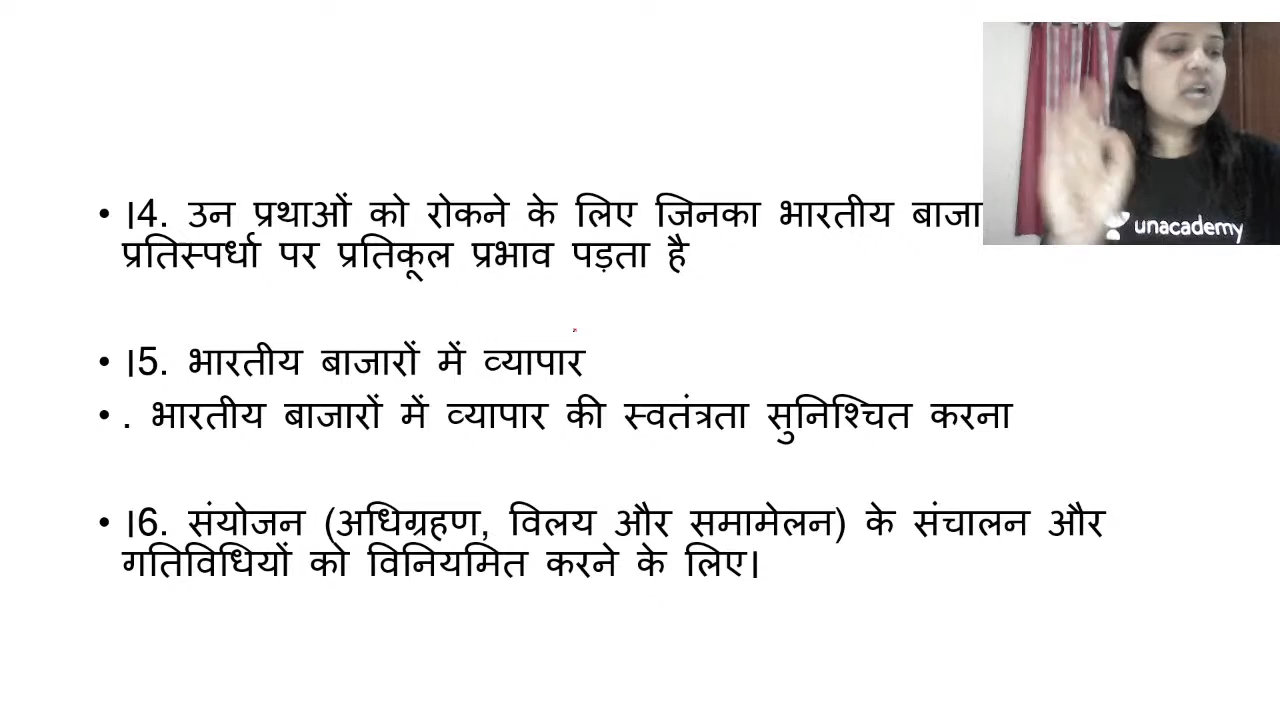 • |4. उन प्रथाओं को रोकने के लिए जिनका भारतीय
प्रतिस्पर्धा पर प्रतिकूल प्रभाव पड़ता है
• |5. भारतीय बाजारों में व्यापार
• . भारतीय बाजारों में व्यापार की स्वतंत्रता सुनिश्चित करना
• |6. संयोजन (अधिग्रहण, विलय और समामेलन) के संचालन और
गतिविधियों को विनियमित करने के लिए।
unacademy